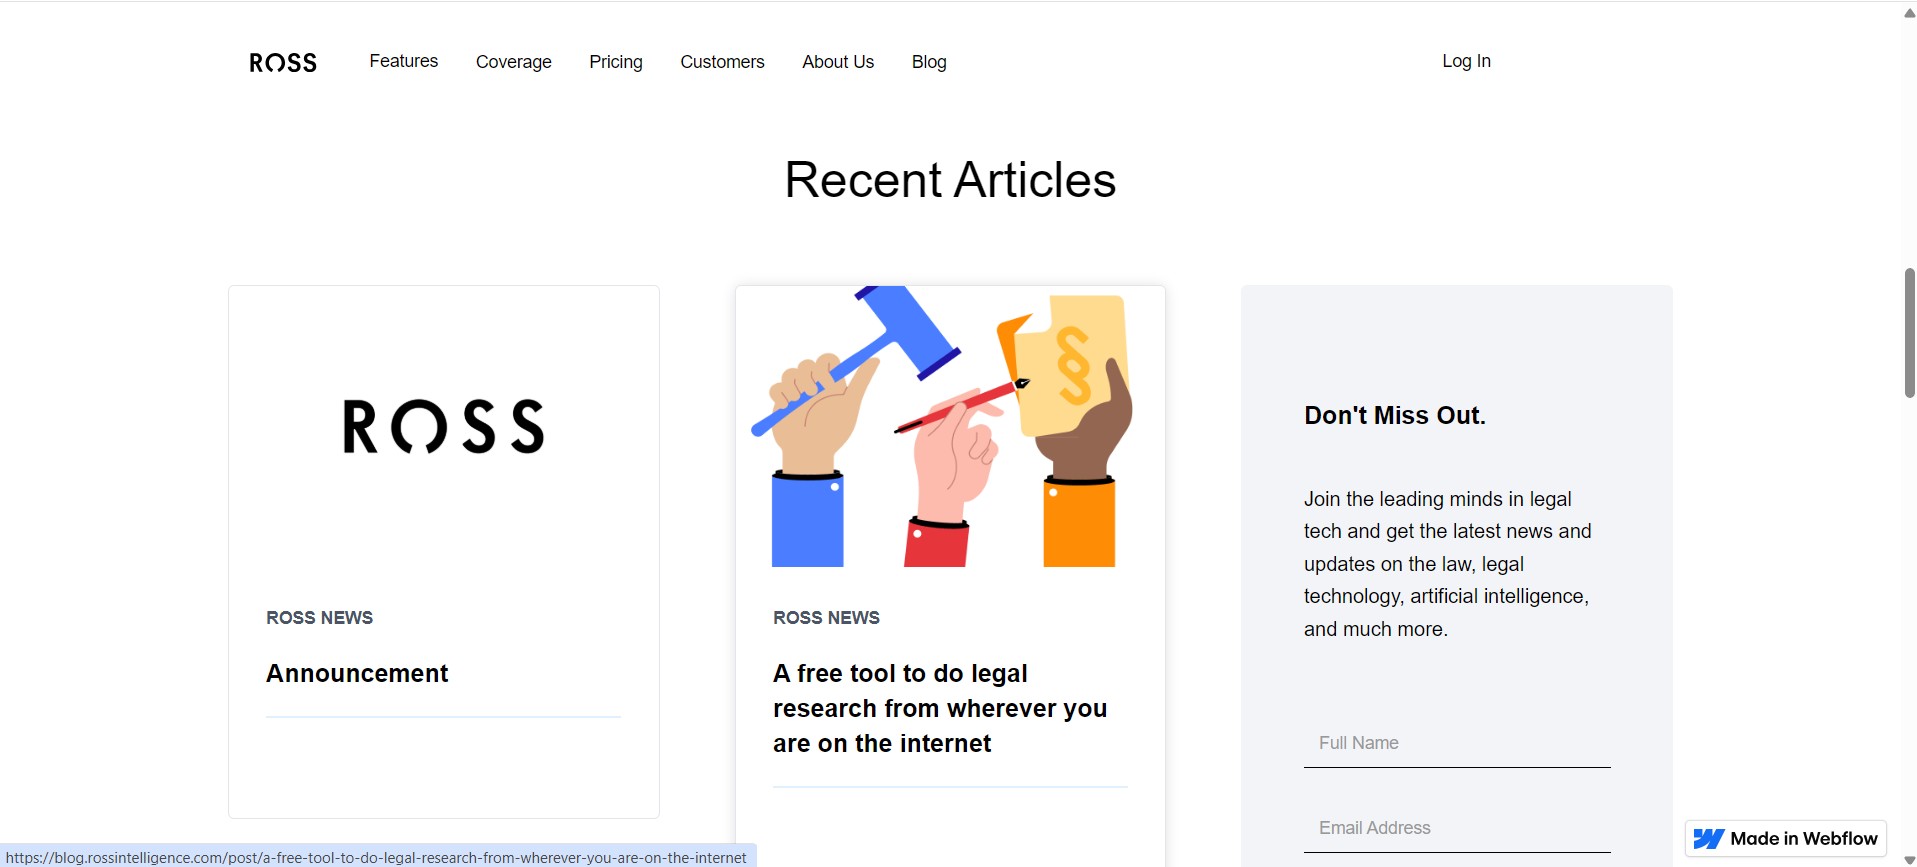 ROSS Features Coverage Pricing Customers About Us Blog Log In
Recent Articles
ROSS
ROSS NEWS
Announcement
§
ROSS NEWS
A free tool to do legal
research from wherever you
are on the internet
Don't Miss Out.
Join the leading minds in legal
tech and get the latest news and
updates on the law, legal
technology, artificial intelligence,
and much more.
Full Name
Email Address
Made in Webflow
https://blog.rossintelligence.com/post/a-free-tool-to-do-legal-research-from-wherever-you-are-on-the-internet